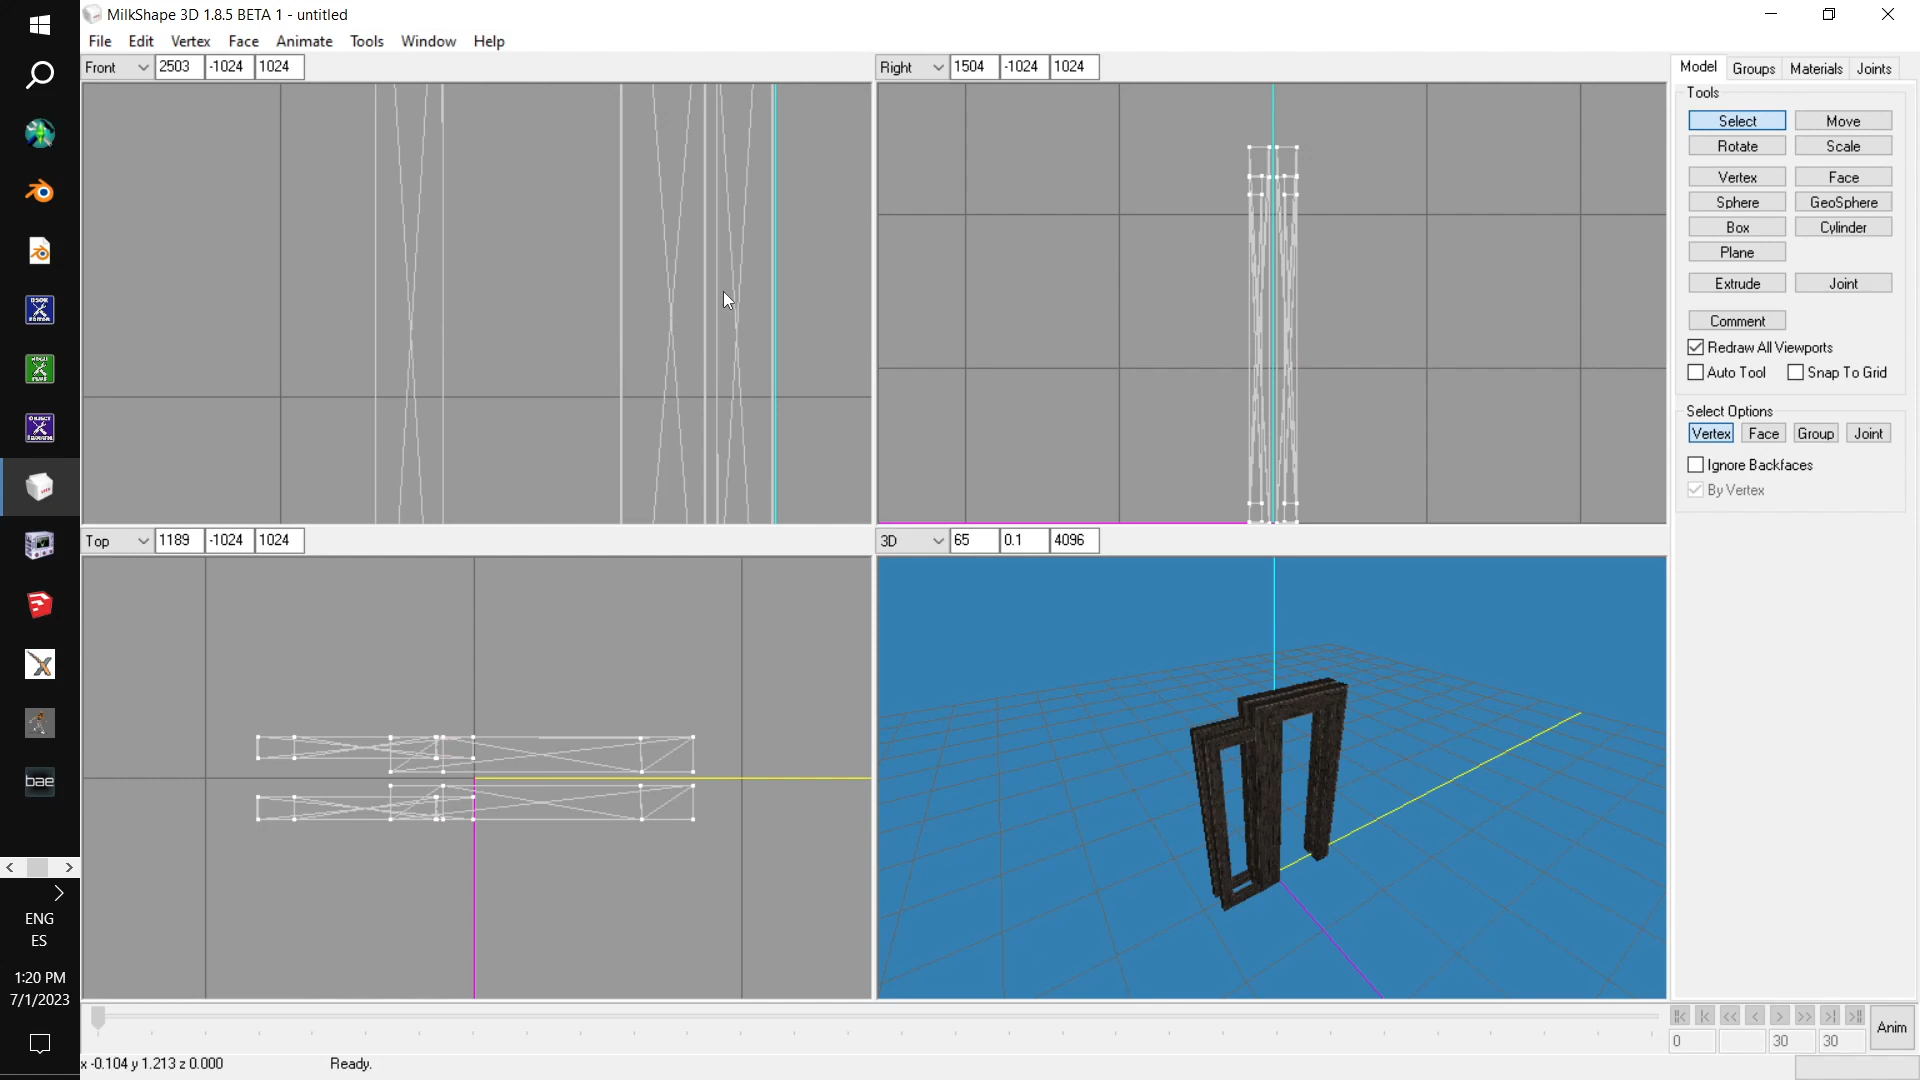 MilkShape 3D 1.8.5 BETA 1 - untitled
File Edit Vertex Face Animate Tools Window Help
Front 2503 -1024 1024
Right 1504 -1024 1024
Model Groups Materials Joints
Tools
Select Move
Rotate Scale
Vertex Face
Sphere GeoSphere
Box Cylinder
Plane
Extrude Joint
Comment
Redraw All Viewports
Auto Tool Snap To Grid
Select Options
Vertex Face Group Joint
Ignore Backfaces
By Vertex
Top 1189 -1024 1024
3D 65 0.1 4096
bae
ENG
ES
1:20 PM
7/1/2023
0 30 30
Anim
x -0.104 y 1.213 z 0.000
Ready.